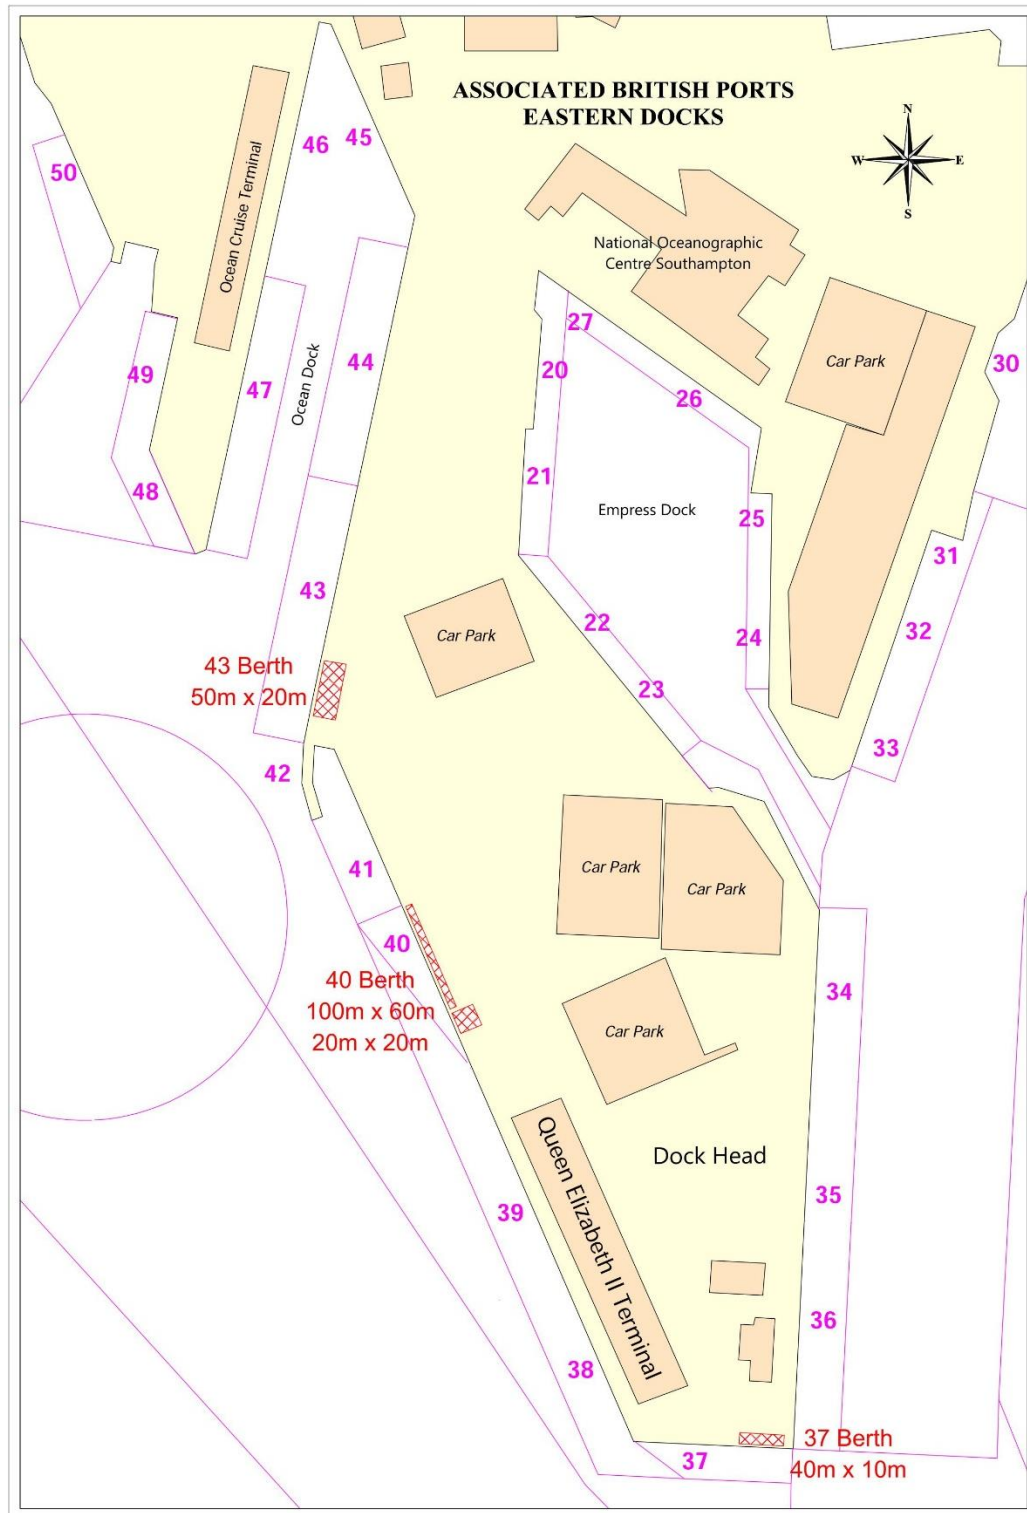 ASSOCIATED BRITISH PORTS
EASTERN DOCKS
N
W
E
S
46
45
50
Ocean Cruise Terminal
National Oceanographic
Centre Southampton
27
20
26
Car Park
30
44
49
47
Ocean Dock
21
48
Empress Dock
25
31
43
22
32
24
Car Park
23
43 Berth
50m x 20m
33
42
41
Car Park
Car Park
40
40 Berth
100m x 60m
20m x 20m
34
Car Park
Queen Elizabeth II Terminal
Dock Head
35
39
36
38
37
37 Berth
40m x 10m